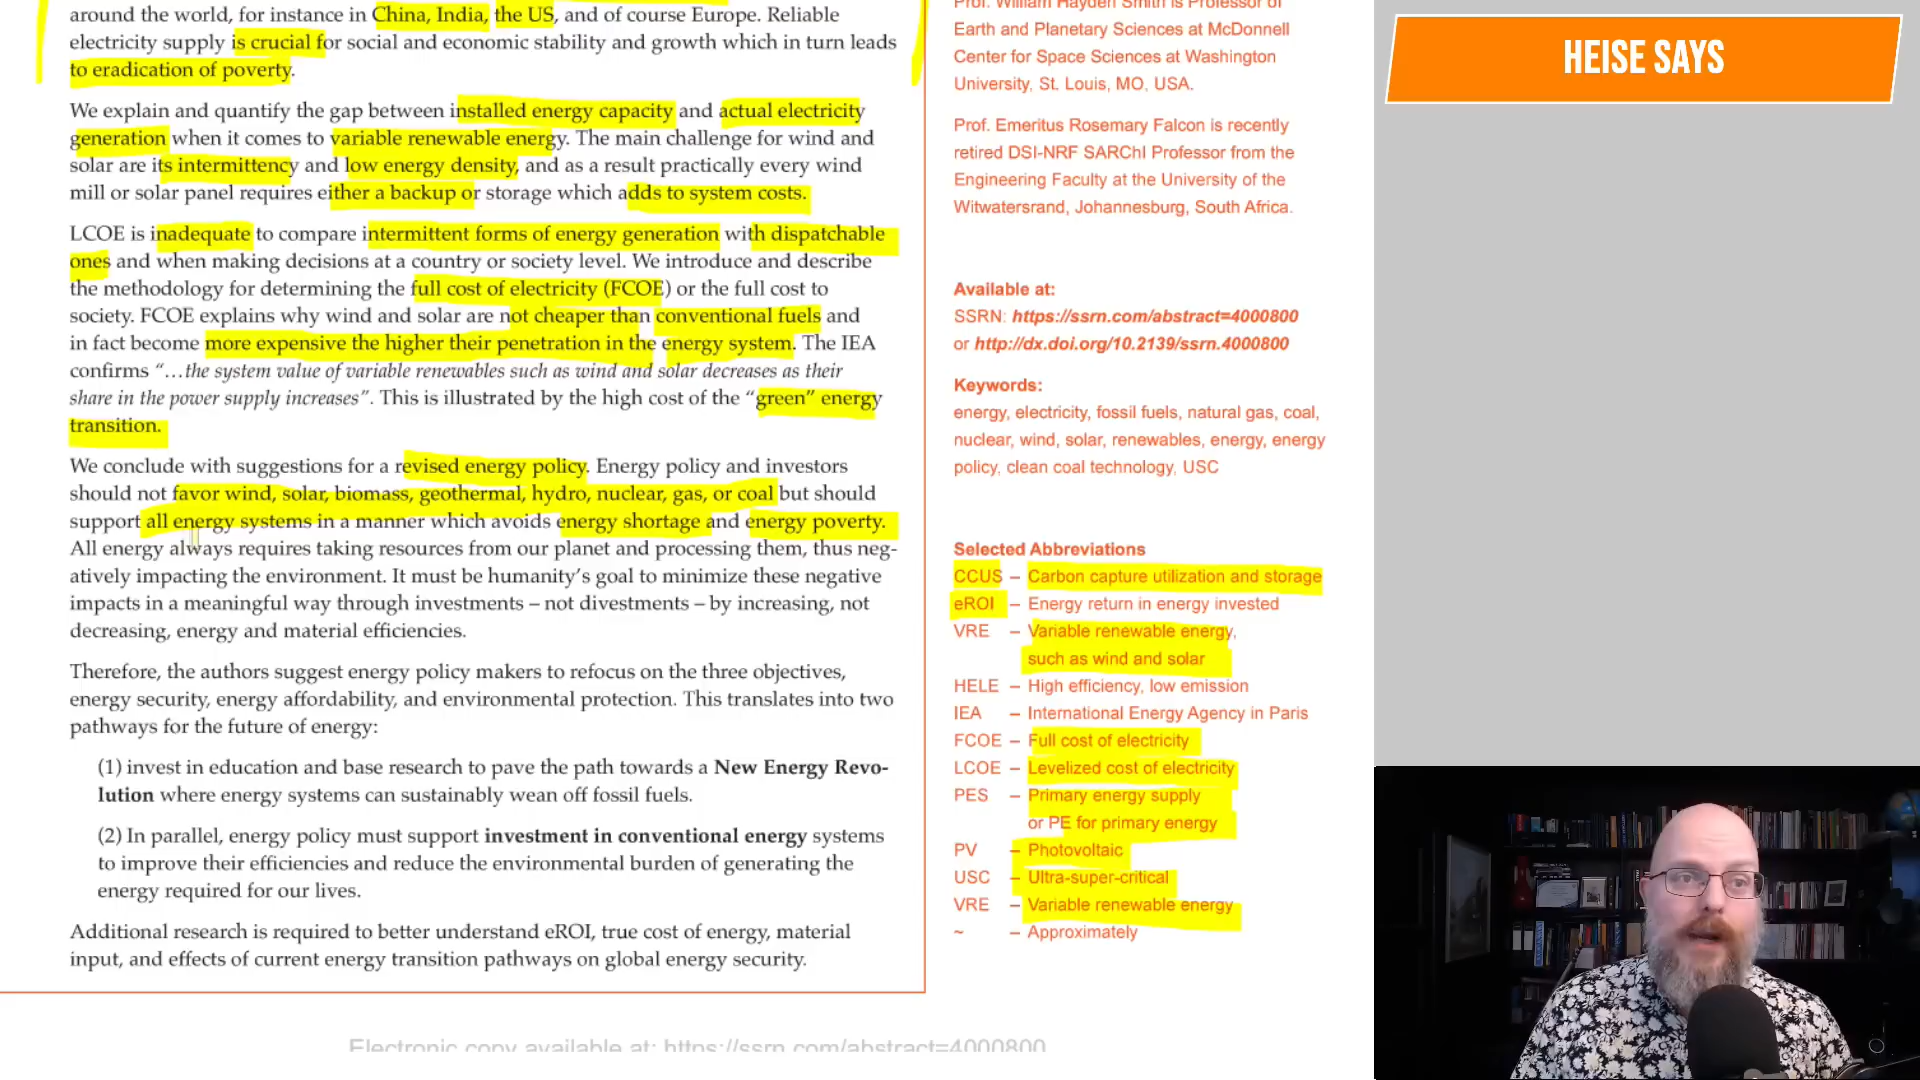 around the world, for instance in China, India, the US, and of course Europe. Reliable
electricity supply is crucial for social and economic stability and growth which in turn leads
to eradication of poverty.
We explain and quantify the gap between installed energy capacity and actual electricity
generation when it comes to variable renewable energy. The main challenge for wind and
solar are its intermittency and low energy density, and as a result practically every wind
mill or solar panel requires either a backup or storage which adds to system costs.
LCOE is inadequate to compare intermittent forms of energy generation with dispatchable
ones and when making decisions at a country or society level. We introduce and describe
the methodology for determining the full cost of electricity (FCOE) or the full cost to
society. FCOE explains why wind and solar are not cheaper than conventional fuels and
in fact become more expensive the higher their penetration in the energy system. The IEA
confirms “…the system value of variable renewables such as wind and solar decreases as their
share in the power supply increases”. This is illustrated by the high cost of the “green” energy
transition.
We conclude with suggestions for a revised energy policy. Energy policy and investors
should not favor wind, solar, biomass, geothermal, hydro, nuclear, gas, or coal but should
support all energy systems in a manner which avoids energy shortage and energy poverty.
All energy always requires taking resources from our planet and processing them, thus neg-
atively impacting the environment. It must be humanity’s goal to minimize these negative
impacts in a meaningful way through investments – not divestments – by increasing, not
decreasing, energy and material efficiencies.
Therefore, the authors suggest energy policy makers to refocus on the three objectives,
energy security, energy affordability, and environmental protection. This translates into two
pathways for the future of energy:
(1) invest in education and base research to pave the path towards a New Energy Revo-
lution where energy systems can sustainably wean off fossil fuels.
(2) In parallel, energy policy must support investment in conventional energy systems
to improve their efficiencies and reduce the environmental burden of generating the
energy required for our lives.
Additional research is required to better understand eROI, true cost of energy, material
input, and effects of current energy transition pathways on global energy security.
Prof. William Hayden Smith is Professor of
Earth and Planetary Sciences at McDonnell
Center for Space Sciences at Washington
University, St. Louis, MO, USA.
Prof. Emeritus Rosemary Falcon is recently
retired DSI-NRF SARChI Professor from the
Engineering Faculty at the University of the
Witwatersrand, Johannesburg, South Africa.
Available at:
SSRN: https://ssrn.com/abstract=4000800
or http://dx.doi.org/10.2139/ssrn.4000800
Keywords:
energy, electricity, fossil fuels, natural gas, coal,
nuclear, wind, solar, renewables, energy, energy
policy, clean coal technology, USC
Selected Abbreviations
CCUS – Carbon capture utilization and storage
eROI – Energy return in energy invested
VRE – Variable renewable energy,
such as wind and solar
HELE – High efficiency, low emission
IEA – International Energy Agency in Paris
FCOE – Full cost of electricity
LCOE – Levelized cost of electricity
PES – Primary energy supply
or PE for primary energy
PV – Photovoltaic
USC – Ultra-super-critical
VRE – Variable renewable energy
~ – Approximately
Electronic copy available at: https://ssrn.com/abstract=4000800
HEISE SAYS